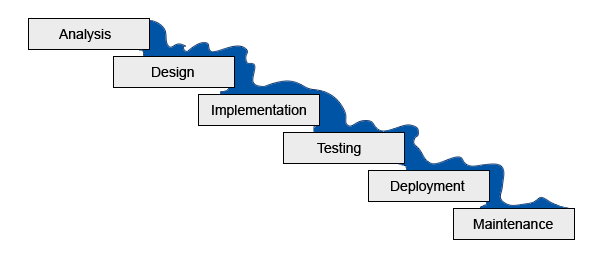 Analysis
Design
Implementation
Testing
Deployment
Maintenance